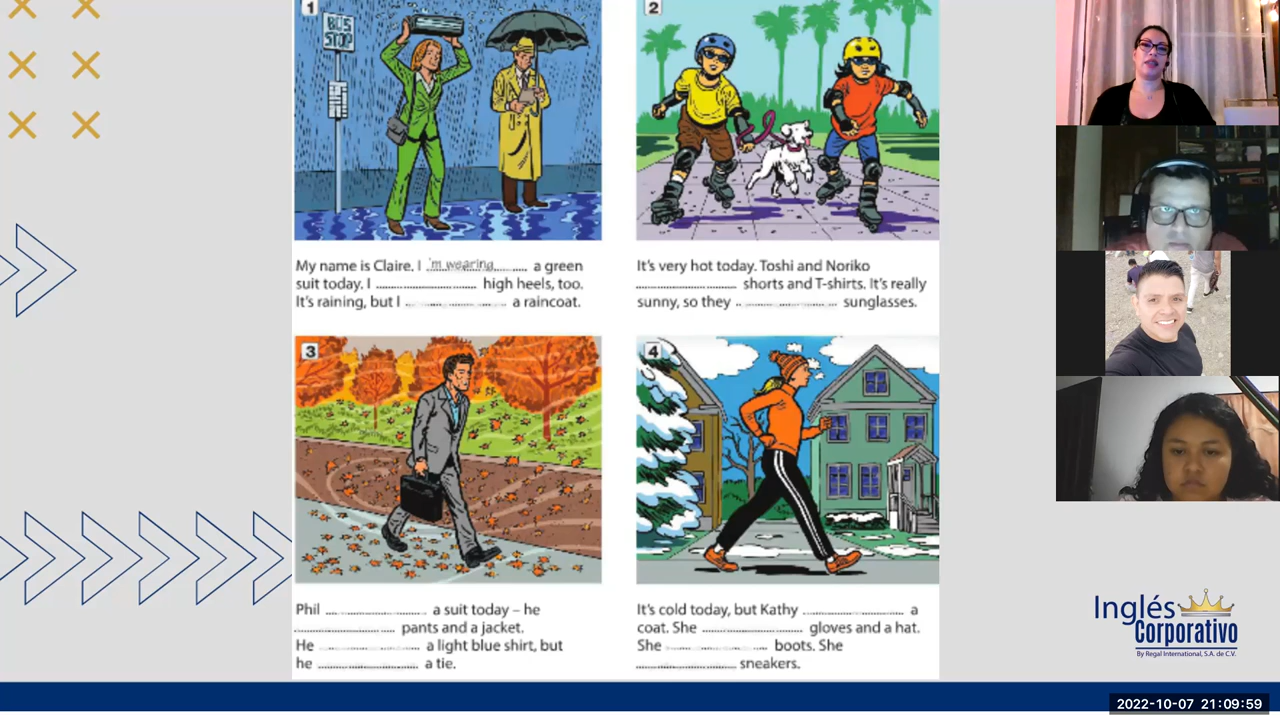 1
BUS
STOP
My name is Claire. I 'm wearing a green
suit today. I ........................ high heels, too.
It's raining, but I ........................ a raincoat.
2
It's very hot today. Toshi and Noriko
........................ shorts and T-shirts. It's really
sunny, so they ........................ sunglasses.
3
Phil ........................ a suit today – he
........................ pants and a jacket.
He ........................ a light blue shirt, but
he ........................ a tie.
4
It's cold today, but Kathy ........................ a
coat. She ........................ gloves and a hat.
She ........................ boots. She
........................ sneakers.
Inglés
Corporativo
By Regal International, S.A. de C.V.
2022-10-07 21:09:59